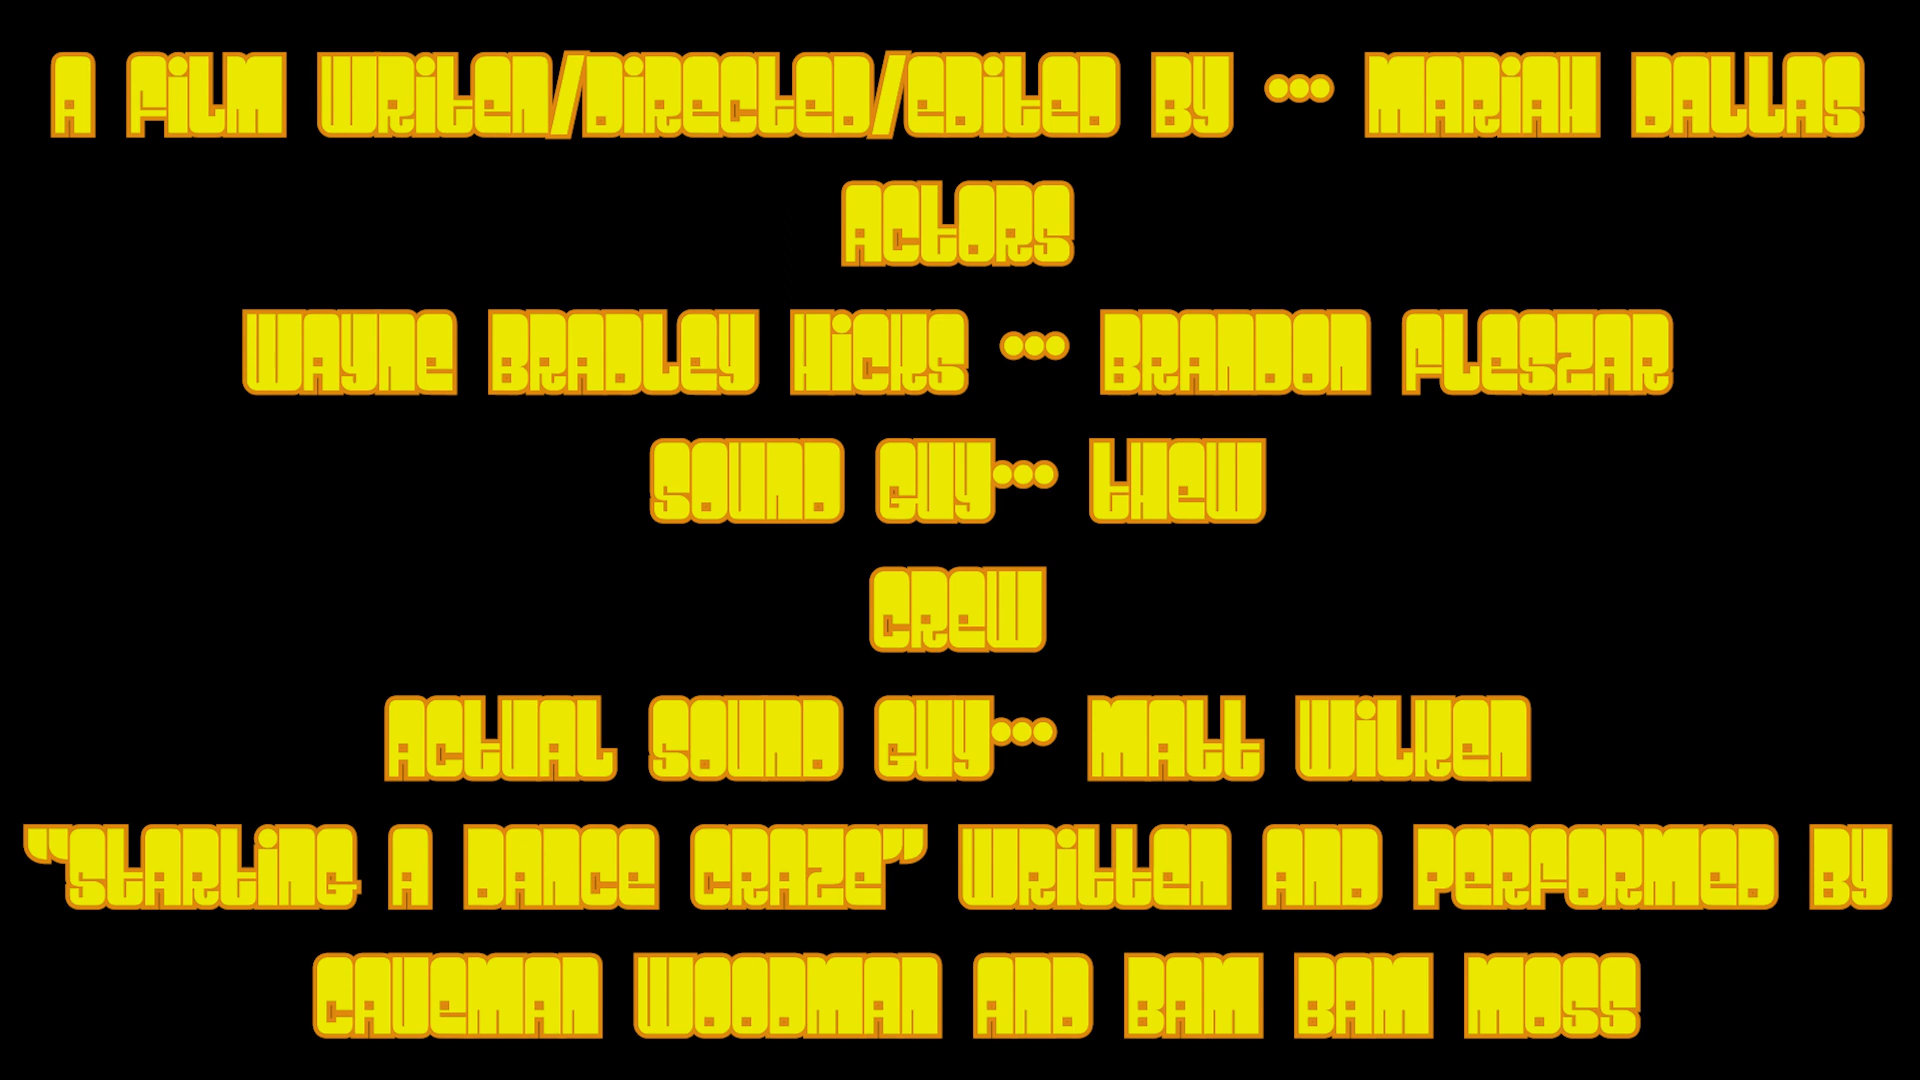 A FiLM WRiteN/DiRecteD/eDiteD BY ... MARiAH DALLAS
ACtORS
WAYNe BRADLeY HiCKS ... BRANDON FLeSZAR
SOUND GUY... tHeW
CReW
ACtUAL SOUND GUY... MAtt WiLKeN
"StARtiNG A DANCe CRAZe" WRitteN AND PeRFORMeD BY
CAVeMAN WOODMAN AND BAM BAM MOSS